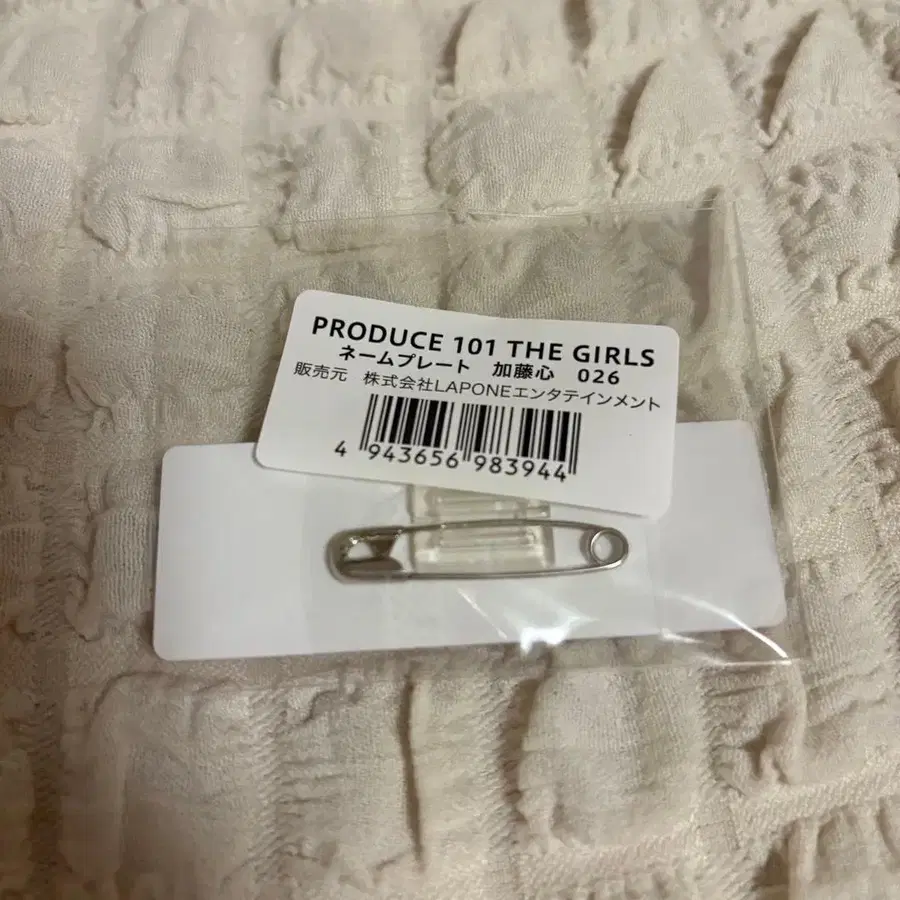 PRODUCE 101 THE GIRLS
ネームプレート 加藤心 026
販売元 株式会社LAPONEエンタテインメント
4 943656 983944